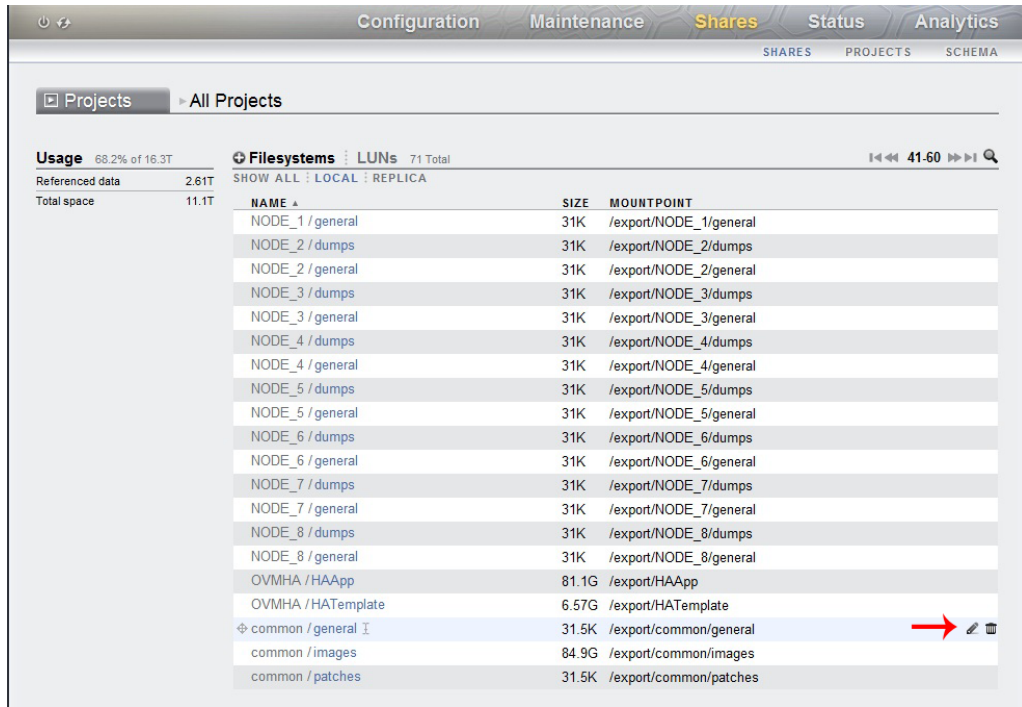 Configuration Maintenance Shares Status Analytics
SHARES PROJECTS SCHEMA
Projects All Projects
Usage 68.2% of 16.3T Filesystems LUNs 71 Total 41-60
Referenced data 2.61T SHOW ALL LOCAL REPLICA
Total space 11.1T NAME SIZE MOUNTPOINT
NODE_1 / general 31K /export/NODE_1/general
NODE_2 / dumps 31K /export/NODE_2/dumps
NODE_2 / general 31K /export/NODE_2/general
NODE_3 / dumps 31K /export/NODE_3/dumps
NODE_3 / general 31K /export/NODE_3/general
NODE_4 / dumps 31K /export/NODE_4/dumps
NODE_4 / general 31K /export/NODE_4/general
NODE_5 / dumps 31K /export/NODE_5/dumps
NODE_5 / general 31K /export/NODE_5/general
NODE_6 / dumps 31K /export/NODE_6/dumps
NODE_6 / general 31K /export/NODE_6/general
NODE_7 / dumps 31K /export/NODE_7/dumps
NODE_7 / general 31K /export/NODE_7/general
NODE_8 / dumps 31K /export/NODE_8/dumps
NODE_8 / general 31K /export/NODE_8/general
OVMHA / HAApp 81.1G /export/HAApp
OVMHA / HATemplate 6.57G /export/HATemplate
common / general 31.5K /export/common/general
common / images 84.9G /export/common/images
common / patches 31.5K /export/common/patches